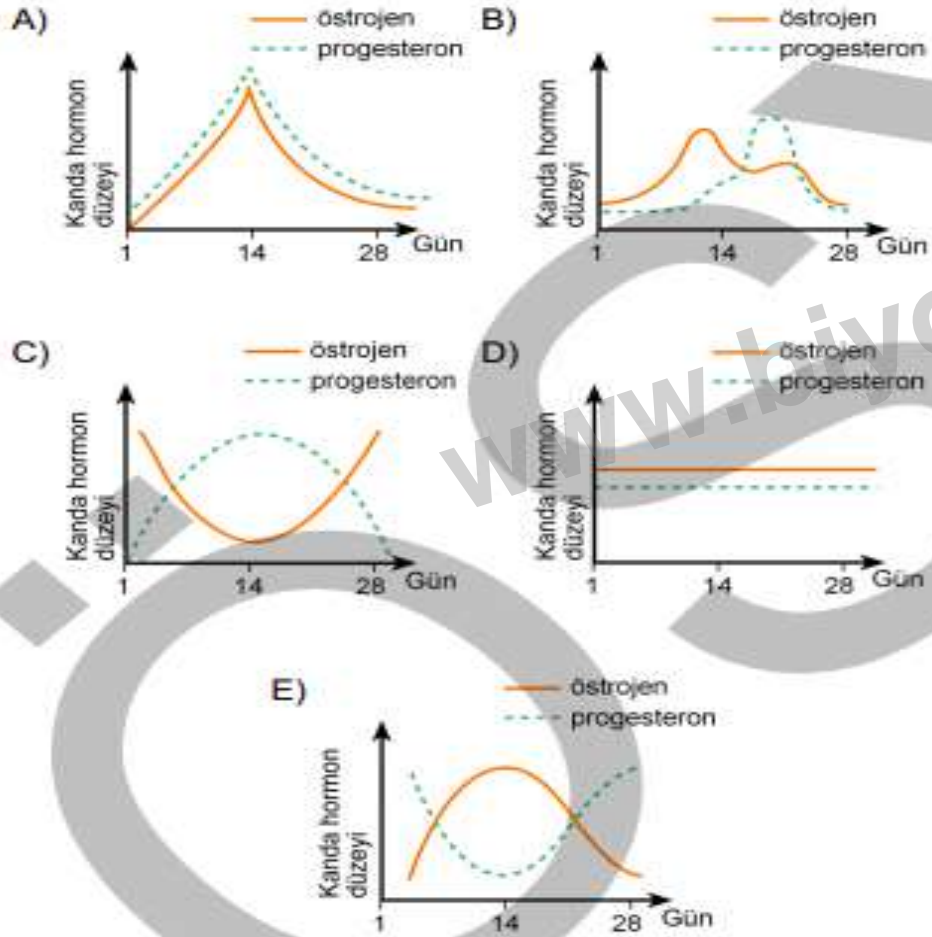 A)
östrojen
progesteron
Kanda hormon
düzeyi
1
14
28
Gün
B)
östrojen
progesteron
Kanda hormon
düzeyi
1
14
28
Gün
C)
östrojen
progesteron
Kanda hormon
düzeyi
1
14
28
Gün
D)
östrojen
progesteron
Kanda hormon
düzeyi
1
14
28
Gün
E)
östrojen
progesteron
Kanda hormon
düzeyi
1
14
28
Gün